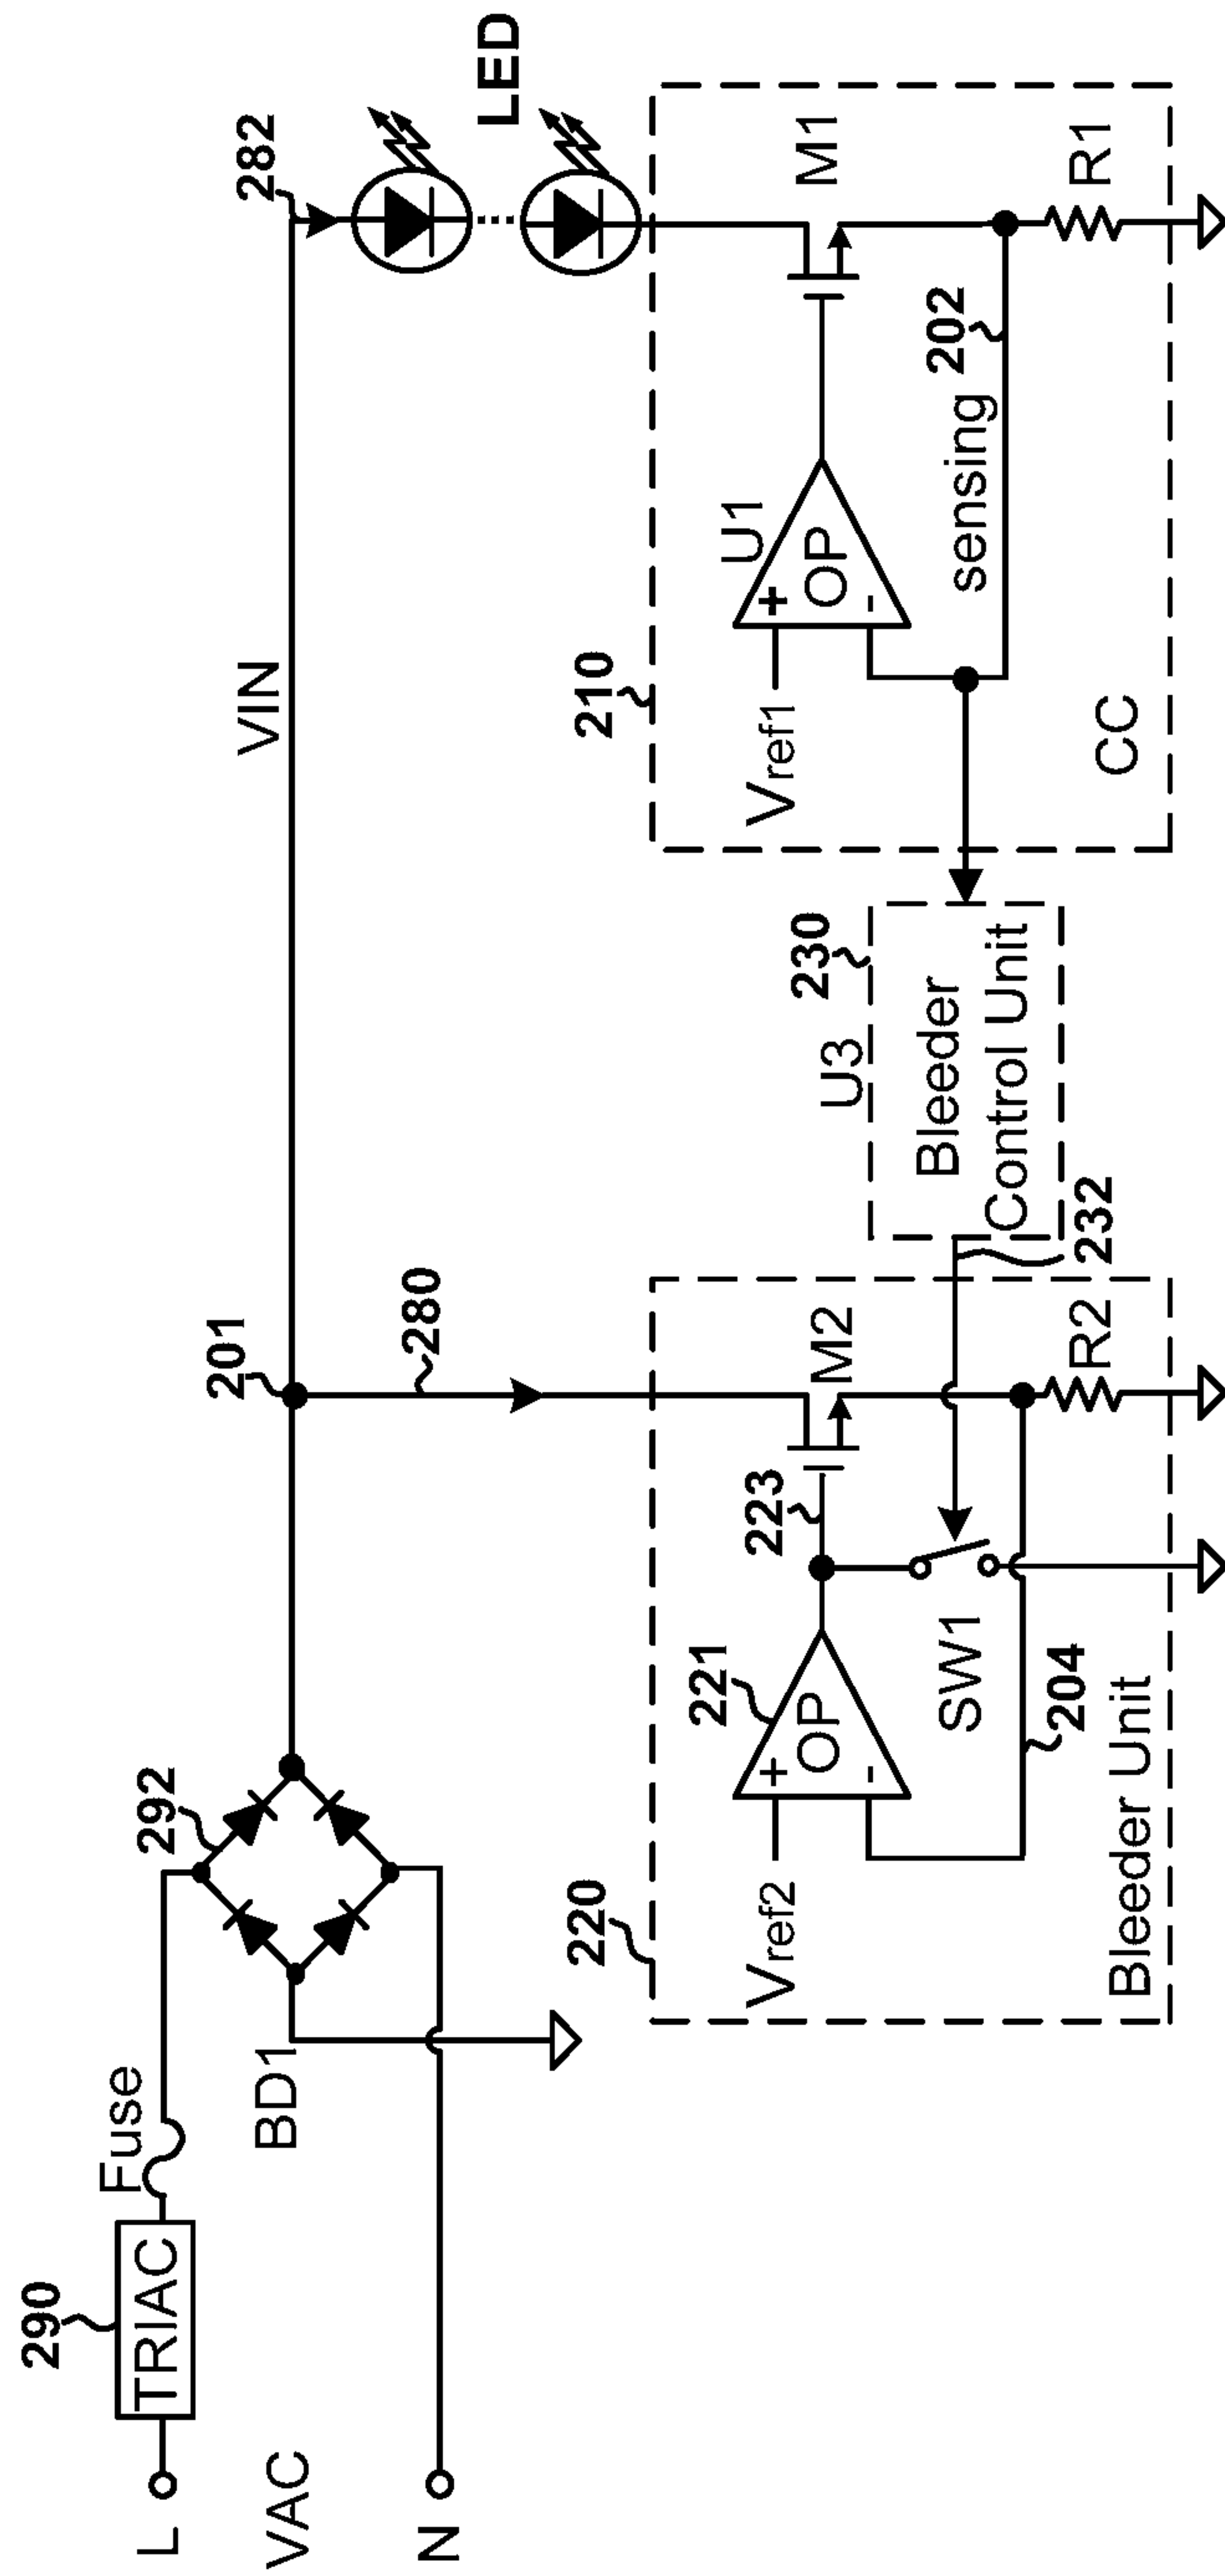 290
TRIAC
Fuse
L
VAC
N
BD1
292
201
VIN
282
LED
280
220
Vref2
221
OP
+
-
223
M2
SW1
204
R2
Bleeder Unit
232
U3
230
Bleeder
Control Unit
210
Vref1
U1
OP
+
-
M1
sensing
202
R1
CC